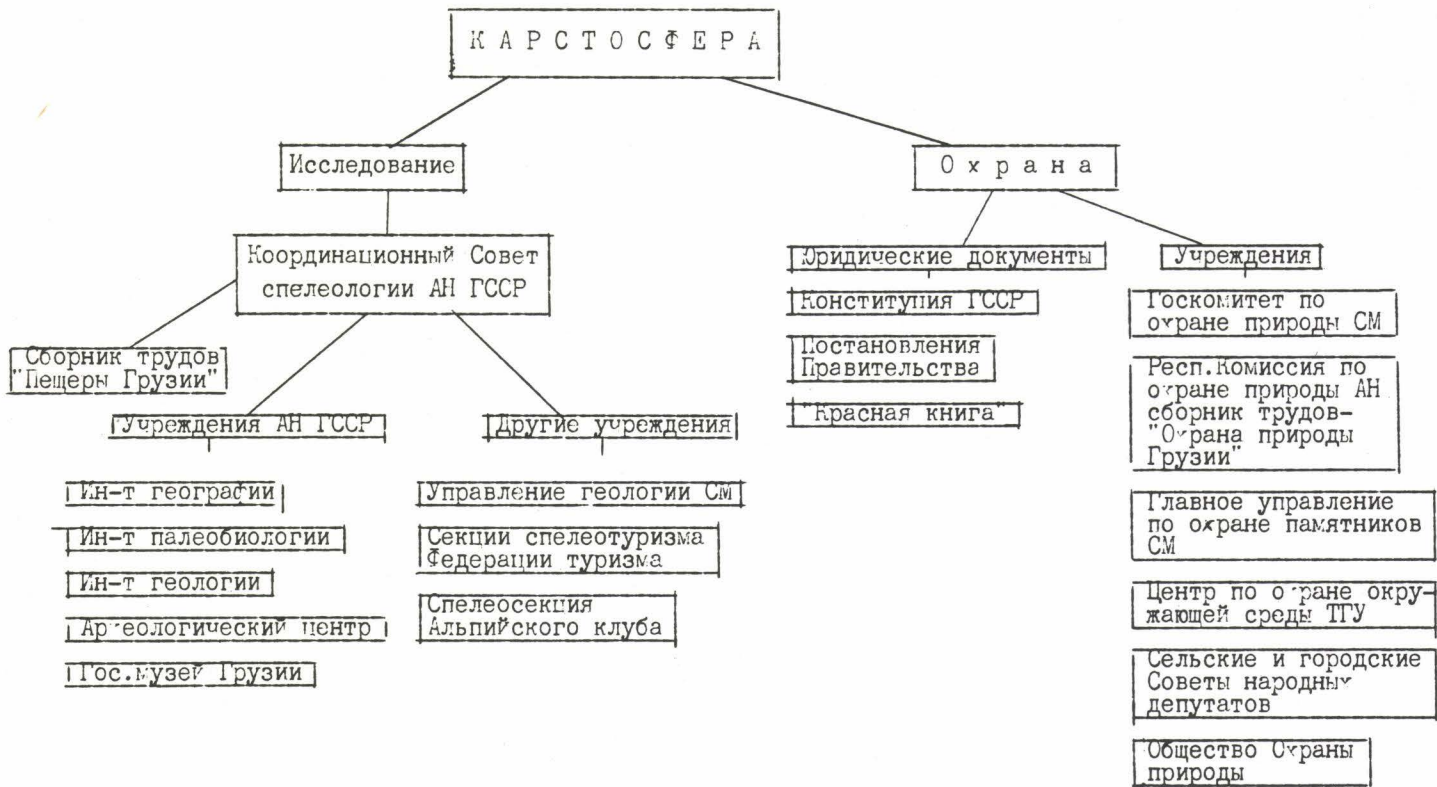 КАРСТОСФЕРА
Исследование
Охрана
Координационный Совет
спелеологии АН ГССР
Сборник трудов
"Пещеры Грузии"
Учреждения АН ГССР
Ин-т географии
Ин-т палеобиологии
Ин-т геологии
Археологический центр
Гос.музей Грузии
Другие учреждения
Управление геологии СМ
Секции спелеотуризма
Федерации туризма
Спелеосекция
Альпийского клуба
Юридические документы
Конституция ГССР
Постановления
Правительства
"Красная книга"
Учреждения
Госкомитет по
охране природы СМ
Респ.Комиссия по
охране природы АН
сборник трудов-
"Охрана природы
Грузии"
Главное управление
по охране памятников
СМ
Центр по охране окру-
жающей среды ТГУ
Сельские и городские
Советы народных
депутатов
Общество Охраны
природы